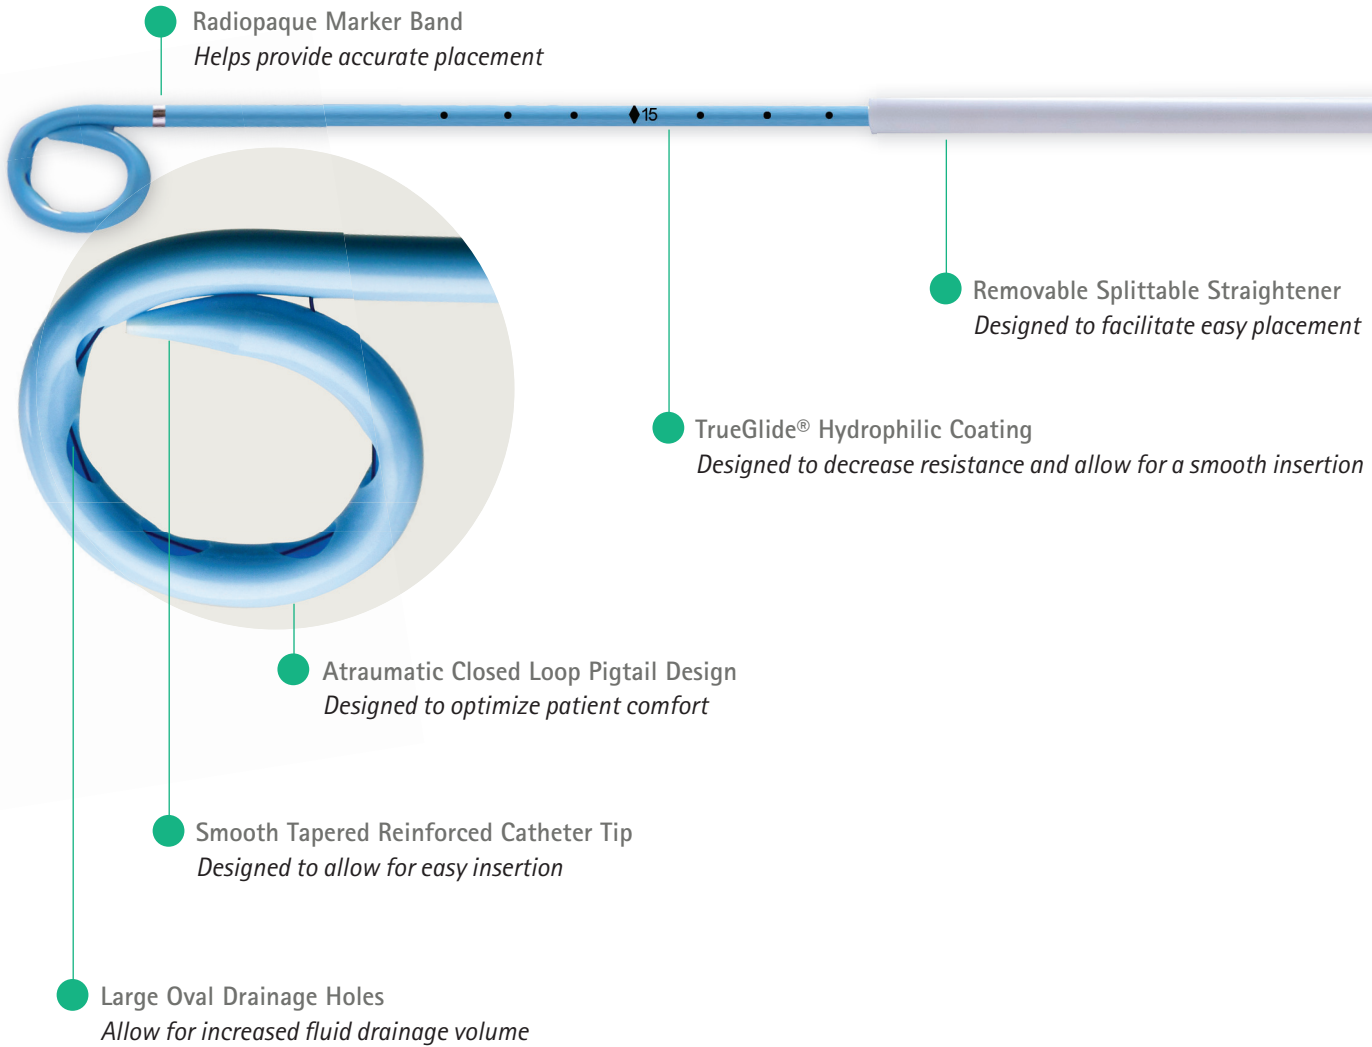 Radiopaque Marker Band
Helps provide accurate placement
15
Removable Splittable Straightener
Designed to facilitate easy placement
TrueGlide® Hydrophilic Coating
Designed to decrease resistance and allow for a smooth insertion
Atraumatic Closed Loop Pigtail Design
Designed to optimize patient comfort
Smooth Tapered Reinforced Catheter Tip
Designed to allow for easy insertion
Large Oval Drainage Holes
Allow for increased fluid drainage volume